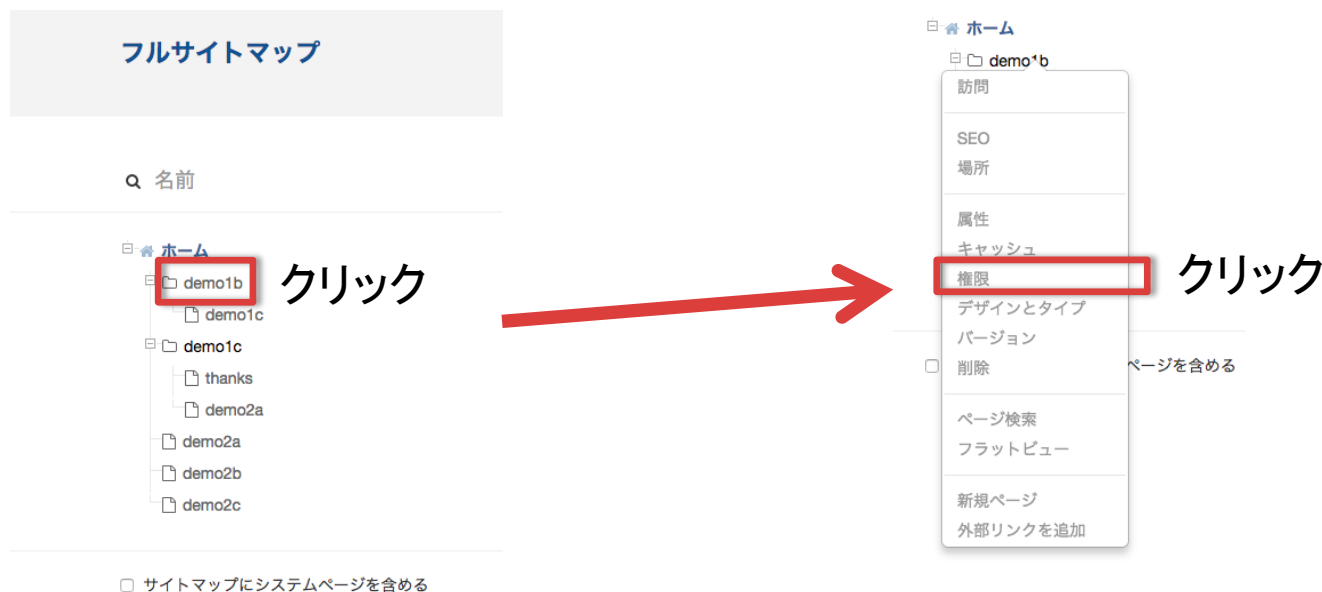 フルサイトマップ
名前
ホーム
demo1b
クリック
demo1c
demo1c
thanks
demo2a
demo2a
demo2b
demo2c
サイトマップにシステムページを含める
ホーム
demo1b
訪問
SEO
場所
属性
キャッシュ
権限
クリック
デザインとタイプ
バージョン
削除
ページを含める
ページ検索
フラットビュー
新規ページ
外部リンクを追加